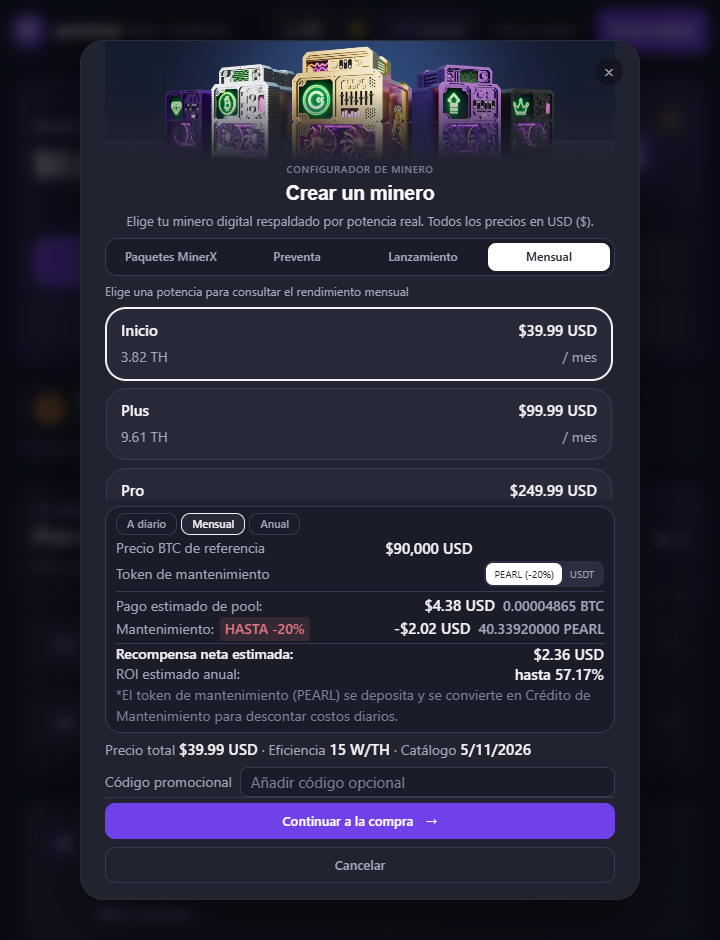 ×
CONFIGURADOR DE MINERO
Crear un minero
Elige tu minero digital respaldado por potencia real. Todos los precios en USD ($).
Paquetes MinerX Preventa Lanzamiento Mensual
Elige una potencia para consultar el rendimiento mensual
Inicio $39.99 USD
3.82 TH / mes
Plus $99.99 USD
9.61 TH / mes
Pro $249.99 USD
A diario Mensual Anual
Precio BTC de referencia $90,000 USD
Token de mantenimiento PEARL (-20%) USDT
Pago estimado de pool: $4.38 USD 0.00004865 BTC
Mantenimiento: HASTA -20% -$2.02 USD 40.33920000 PEARL
Recompensa neta estimada: $2.36 USD
ROI estimado anual: hasta 57.17%
*El token de mantenimiento (PEARL) se deposita y se convierte en Crédito de
Mantenimiento para descontar costos diarios.
Precio total $39.99 USD · Eficiencia 15 W/TH · Catálogo 5/11/2026
Código promocional Añadir código opcional
Continuar a la compra →
Cancelar